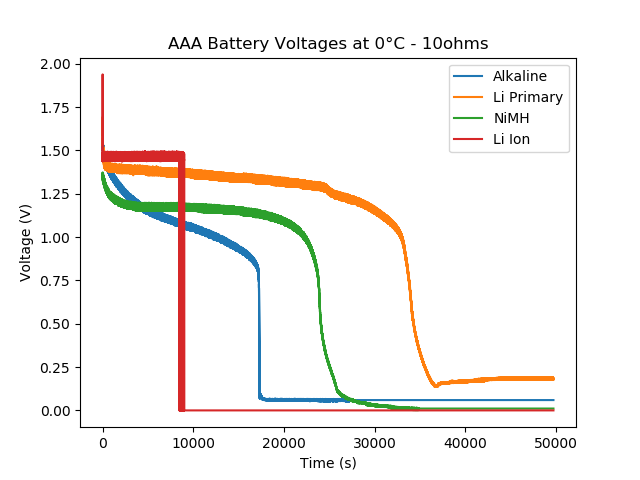 AAA Battery Voltages at 0°C - 10ohms
2.00
1.75
1.50
1.25
1.00
0.75
0.50
0.25
0.00
Voltage (V)
Alkaline
Li Primary
NiMH
Li Ion
0 10000 20000 30000 40000 50000
Time (s)